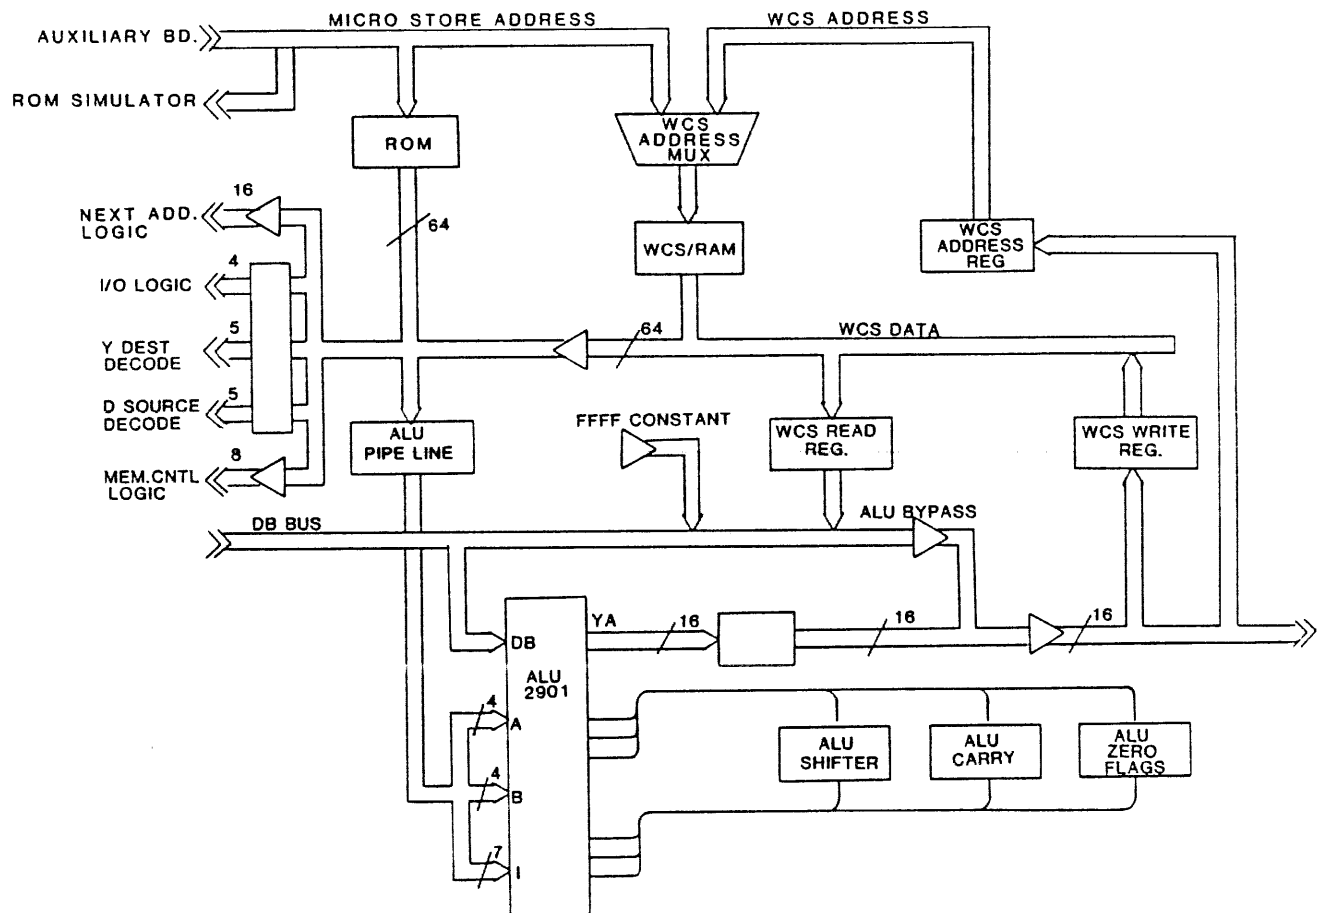 MICRO STORE ADDRESS
WCS ADDRESS
AUXILIARY BD.
ROM SIMULATOR
ROM
WCS
ADDRESS
MUX
16
NEXT ADD.
LOGIC
64
WCS/RAM
WCS
ADDRESS
REG
4
I/O LOGIC
5
Y DEST
DECODE
64
WCS DATA
5
D SOURCE
DECODE
FFFF CONSTANT
ALU
PIPE LINE
WCS READ
REG.
WCS WRITE
REG.
8
MEM.CNTL
LOGIC
DB BUS
ALU BYPASS
YA
16
16
16
DB
ALU
2901
4
A
4
B
7
I
ALU
SHIFTER
ALU
CARRY
ALU
ZERO
FLAGS